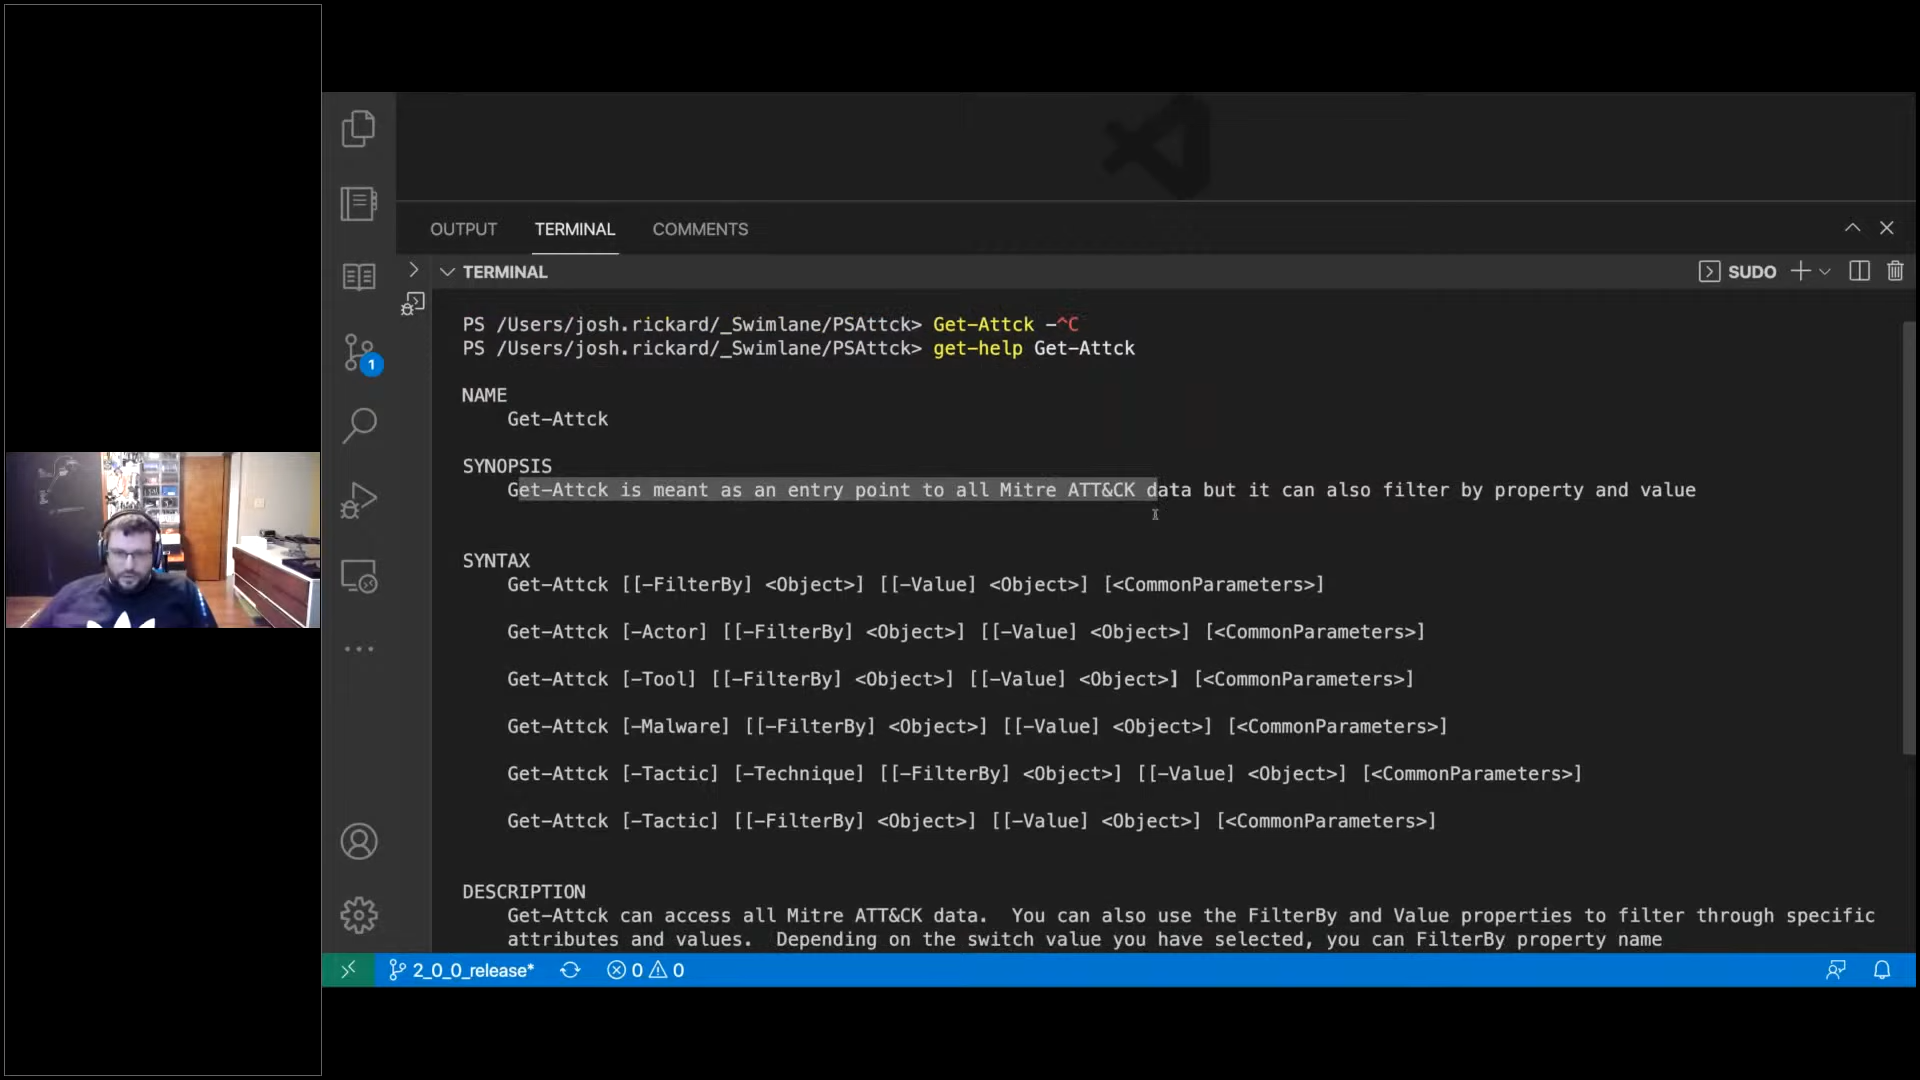 OUTPUT TERMINAL COMMENTS
TERMINAL
SUDO
PS /Users/josh.rickard/_Swimlane/PSAttck> Get-Attck -^C
PS /Users/josh.rickard/_Swimlane/PSAttck> get-help Get-Attck
NAME
Get-Attck
SYNOPSIS
Get-Attck is meant as an entry point to all Mitre ATT&CK data but it can also filter by property and value
SYNTAX
Get-Attck [[-FilterBy] <Object>] [[-Value] <Object>] [<CommonParameters>]
Get-Attck [-Actor] [[-FilterBy] <Object>] [[-Value] <Object>] [<CommonParameters>]
Get-Attck [-Tool] [[-FilterBy] <Object>] [[-Value] <Object>] [<CommonParameters>]
Get-Attck [-Malware] [[-FilterBy] <Object>] [[-Value] <Object>] [<CommonParameters>]
Get-Attck [-Tactic] [-Technique] [[-FilterBy] <Object>] [[-Value] <Object>] [<CommonParameters>]
Get-Attck [-Tactic] [[-FilterBy] <Object>] [[-Value] <Object>] [<CommonParameters>]
DESCRIPTION
Get-Attck can access all Mitre ATT&CK data.  You can also use the FilterBy and Value properties to filter through specific
attributes and values.  Depending on the switch value you have selected, you can FilterBy property name
1
2_0_0_release* 0 0